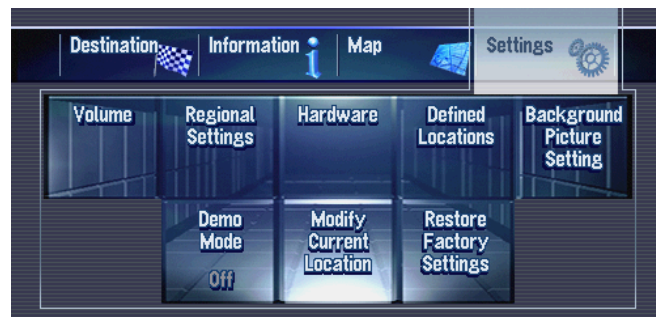 Destination
Information
Map
Settings
Volume
Regional
Settings
Hardware
Defined
Locations
Background
Picture
Setting
Demo
Mode
Off
Modify
Current
Location
Restore
Factory
Settings